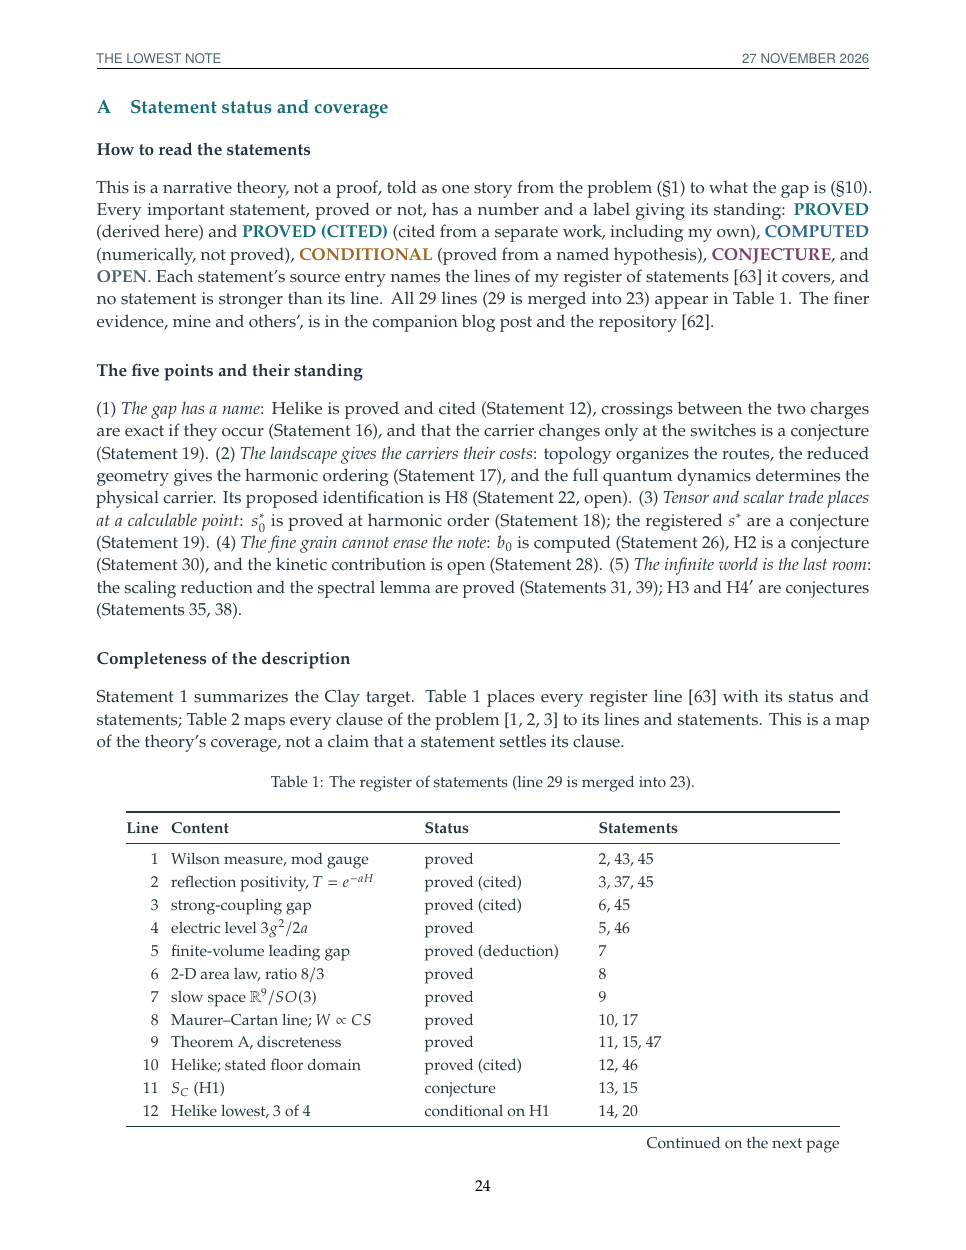 THE LOWEST NOTE 27 NOVEMBER 2026
A Statement status and coverage
How to read the statements
This is a narrative theory, not a proof, told as one story from the problem (§1) to what the gap is (§10).
Every important statement, proved or not, has a number and a label giving its standing: PROVED
(derived here) and PROVED (CITED) (cited from a separate work, including my own), COMPUTED
(numerically, not proved), CONDITIONAL (proved from a named hypothesis), CONJECTURE, and
OPEN. Each statement’s source entry names the lines of my register of statements [63] it covers, and
no statement is stronger than its line. All 29 lines (29 is merged into 23) appear in Table 1. The finer
evidence, mine and others’, is in the companion blog post and the repository [62].
The five points and their standing
(1) The gap has a name: Helike is proved and cited (Statement 12), crossings between the two charges
are exact if they occur (Statement 16), and that the carrier changes only at the switches is a conjecture
(Statement 19). (2) The landscape gives the carriers their costs: topology organizes the routes, the reduced
geometry gives the harmonic ordering (Statement 17), and the full quantum dynamics determines the
physical carrier. Its proposed identification is H8 (Statement 22, open). (3) Tensor and scalar trade places
at a calculable point: s₀* is proved at harmonic order (Statement 18); the registered s* are a conjecture
(Statement 19). (4) The fine grain cannot erase the note: b₀ is computed (Statement 26), H2 is a conjecture
(Statement 30), and the kinetic contribution is open (Statement 28). (5) The infinite world is the last room:
the scaling reduction and the spectral lemma are proved (Statements 31, 39); H3 and H4′ are conjectures
(Statements 35, 38).
Completeness of the description
Statement 1 summarizes the Clay target. Table 1 places every register line [63] with its status and
statements; Table 2 maps every clause of the problem [1, 2, 3] to its lines and statements. This is a map
of the theory’s coverage, not a claim that a statement settles its clause.
Table 1: The register of statements (line 29 is merged into 23).
Line Content Status Statements
1 Wilson measure, mod gauge proved 2, 43, 45
2 reflection positivity, T = e⁻ᵃᴴ proved (cited) 3, 37, 45
3 strong-coupling gap proved (cited) 6, 45
4 electric level 3g²/2a proved 5, 46
5 finite-volume leading gap proved (deduction) 7
6 2-D area law, ratio 8/3 proved 8
7 slow space ℝ⁹/SO(3) proved 9
8 Maurer–Cartan line; W ∝ CS proved 10, 17
9 Theorem A, discreteness proved 11, 15, 47
10 Helike; stated floor domain proved (cited) 12, 46
11 S_C (H1) conjecture 13, 15
12 Helike lowest, 3 of 4 conditional on H1 14, 20
Continued on the next page
24